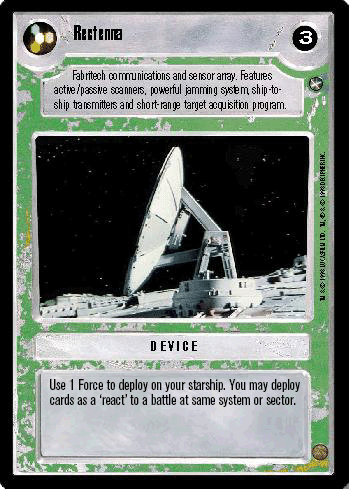 Rectenna
3
Fabritech communications and sensor array. Features
active/passive scanners, powerful jamming system, ship-to-
ship transmitters and short-range target acquisition program.
DEVICE
Use 1 Force to deploy on your starship. You may deploy
cards as a 'react' to a battle at same system or sector.